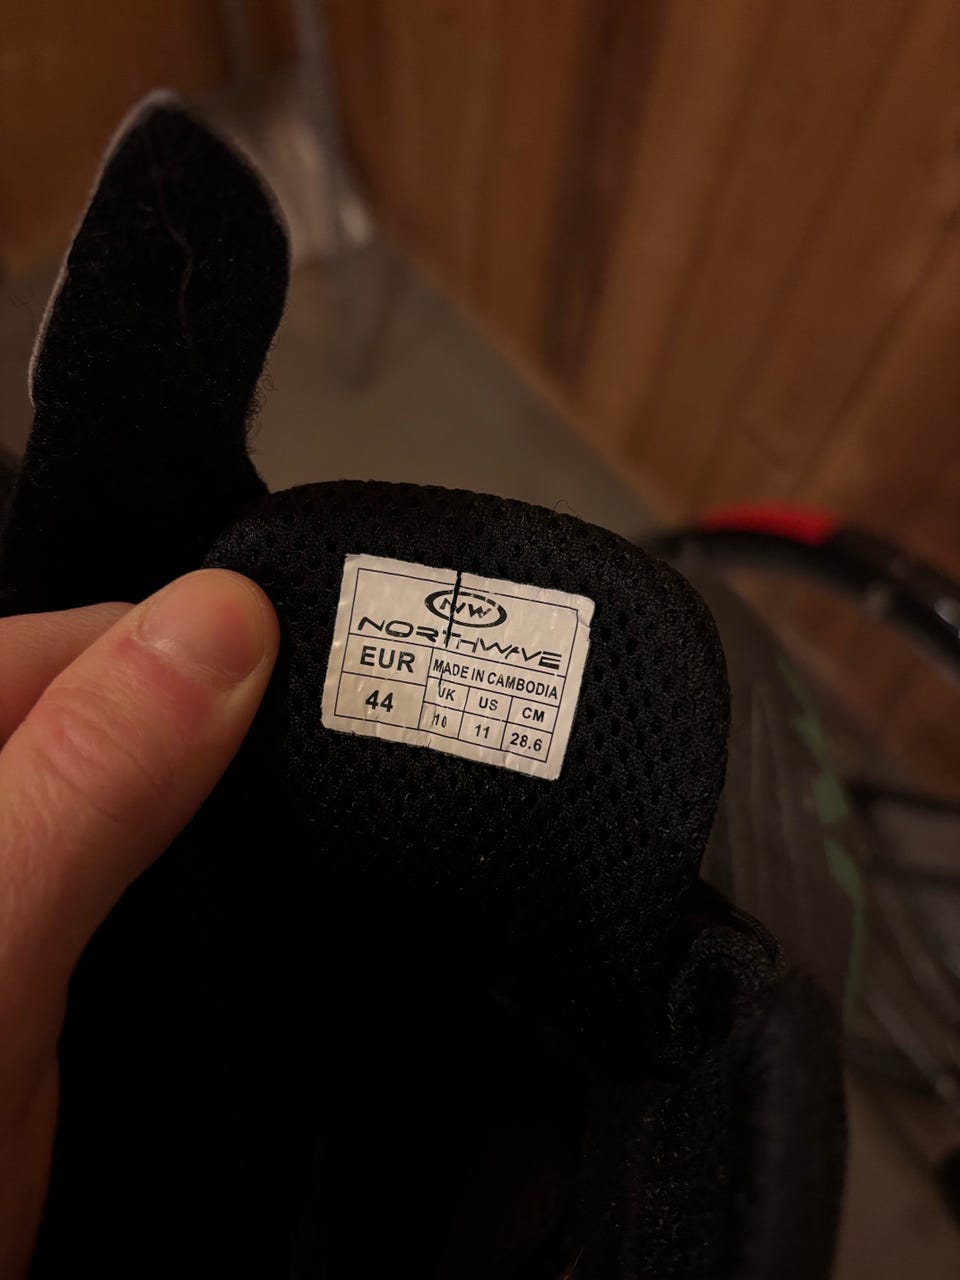 NW
NORTHWAVE
EUR MADE IN CAMBODIA
44 UK US CM
10 11 28.6